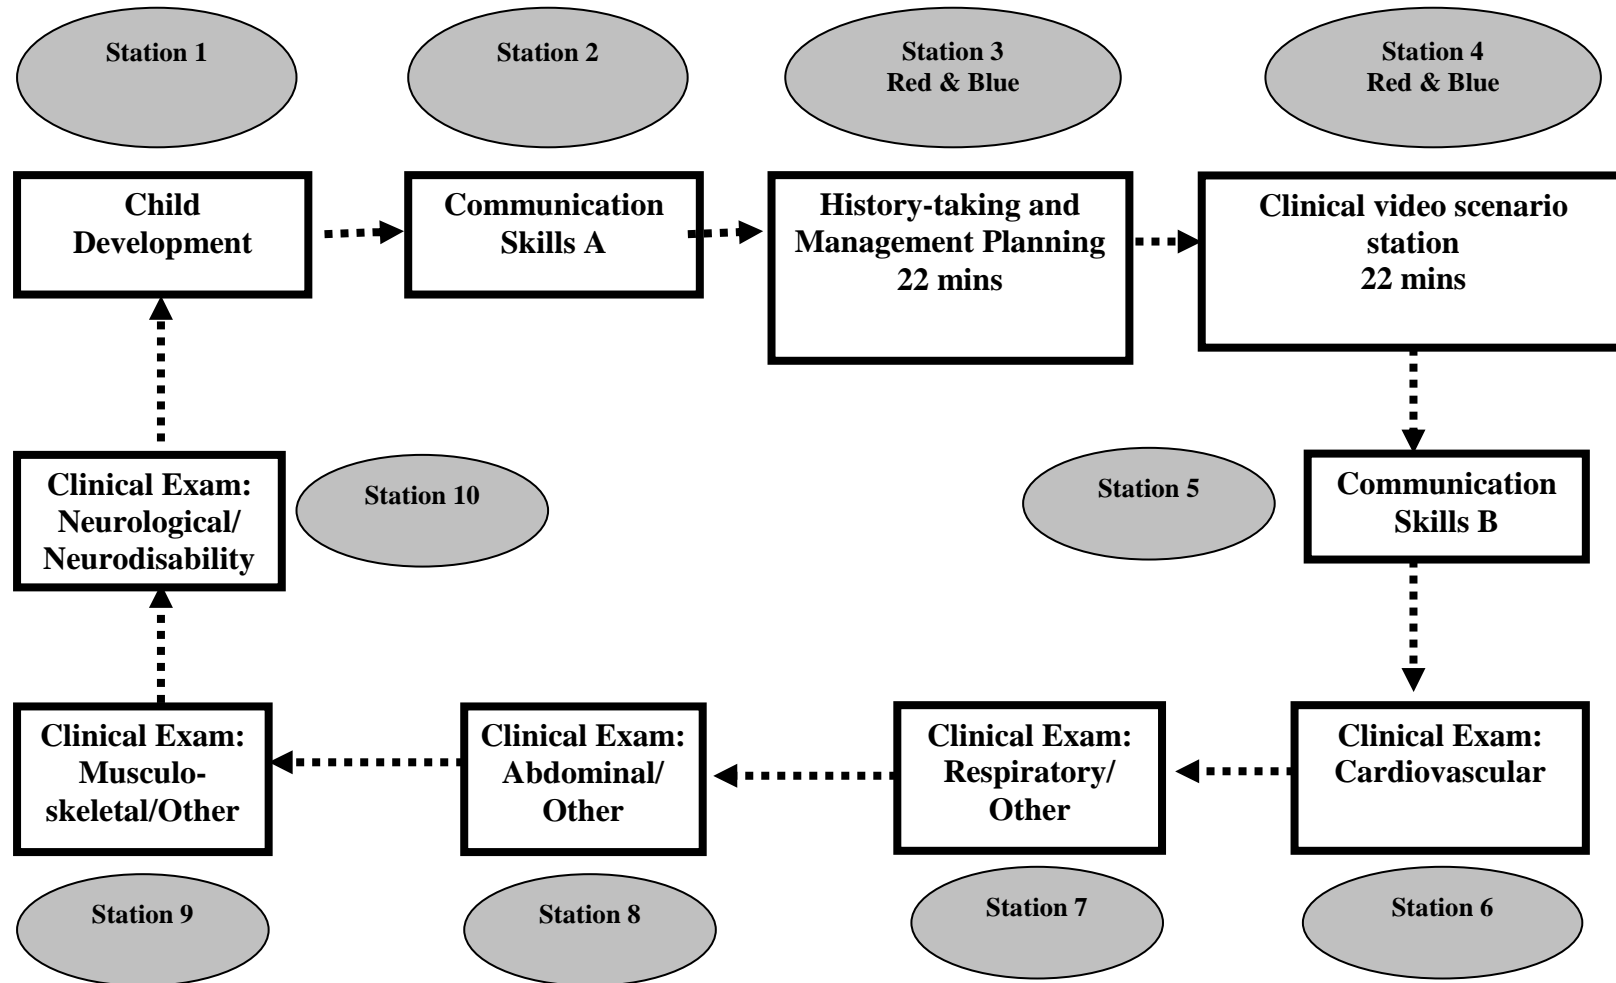 Station 1
Station 2
Station 3
Red & Blue
Station 4
Red & Blue
Child
Development
Communication
Skills A
History-taking and
Management Planning
22 mins
Clinical video scenario
station
22 mins
Clinical Exam:
Neurological/
Neurodisability
Station 10
Station 5
Communication
Skills B
Clinical Exam:
Musculo-
skeletal/Other
Clinical Exam:
Abdominal/
Other
Clinical Exam:
Respiratory/
Other
Clinical Exam:
Cardiovascular
Station 9
Station 8
Station 7
Station 6